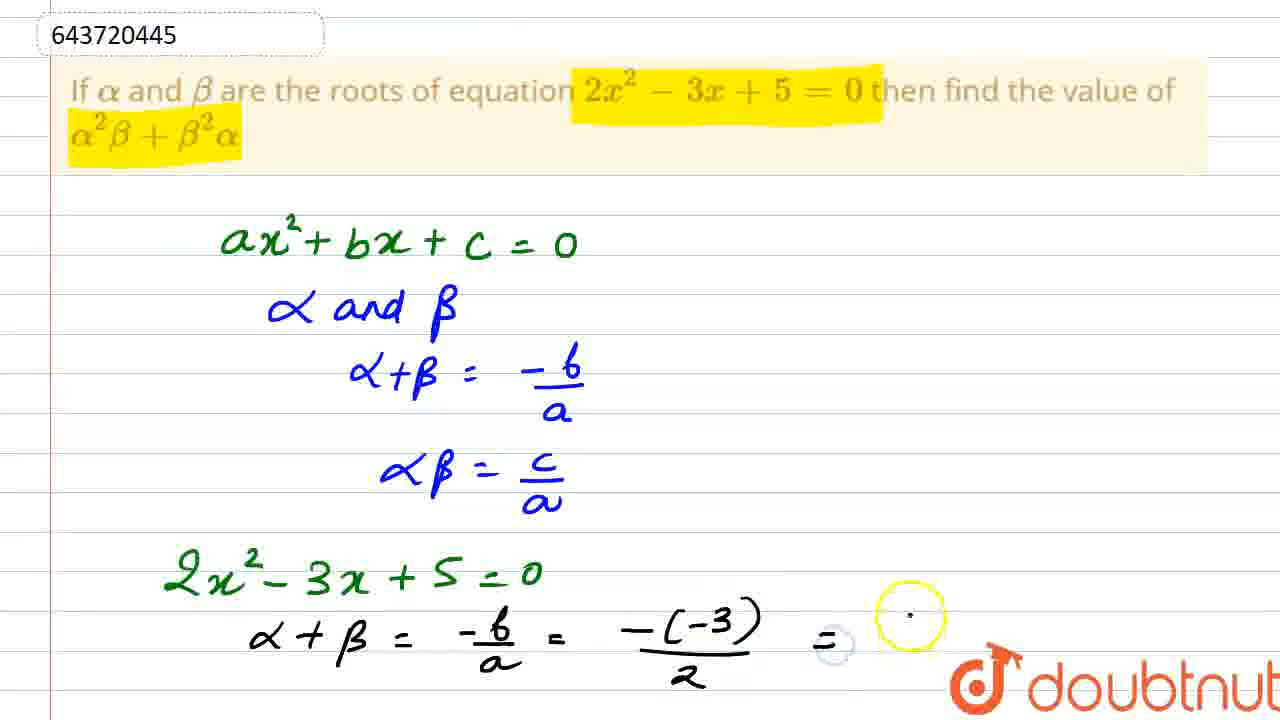 643720445
If α and β are the roots of equation 2x² − 3x + 5 = 0 then find the value of
α²β + β²α
ax² + bx + c = 0
α and β
α + β = -b/a
αβ = c/a
2x² - 3x + 5 = 0
α + β = -b/a = -(-3)/2 =
doubtnut